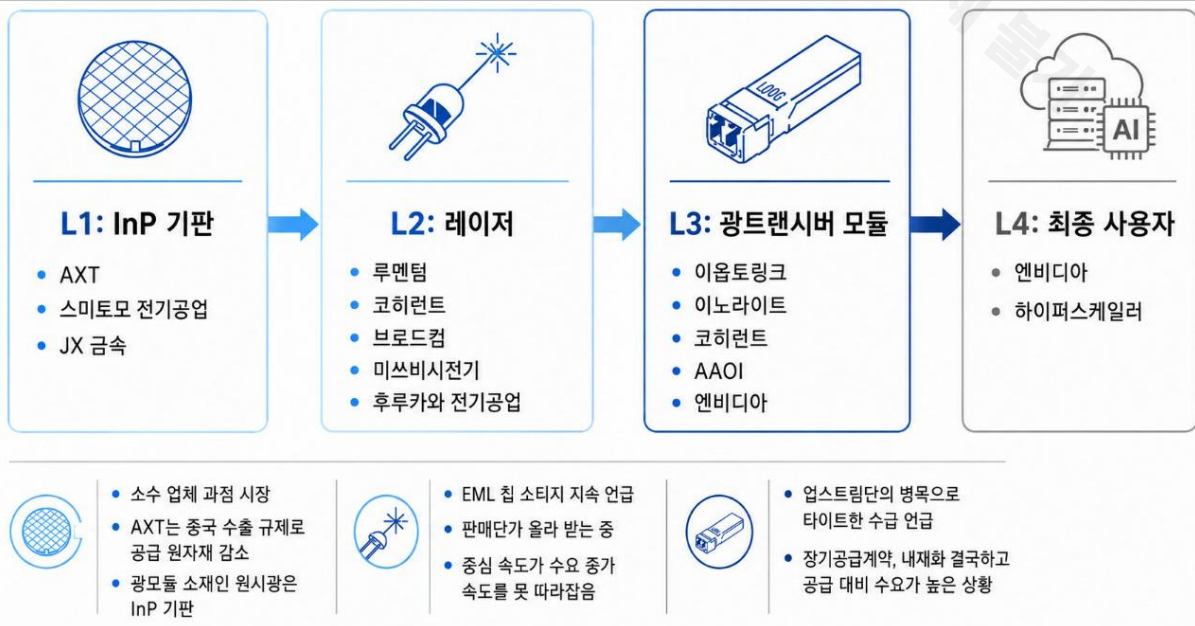 LOOG
AI
L1: InP 기판
AXT
스미토모 전기공업
JX 금속
L2: 레이저
루멘텀
코히런트
브로드컴
미쓰비시전기
후루카와 전기공업
L3: 광트랜시버 모듈
이옵토링크
이노라이트
코히런트
AAOI
엔비디아
L4: 최종 사용자
엔비디아
하이퍼스케일러
소수 업체 과점 시장
AXT는 중국 수출 규제로
공급 원자재 감소
광모듈 소재인 원시광은
InP 기판
EML 칩 소티지 지속 언급
판매단가 올라 받는 중
중심 속도가 수요 종가
속도를 못 따라잡음
업스트림단의 병목으로
타이트한 수급 언급
장기공급계약, 내재화 결국하고
공급 대비 수요가 높은 상황